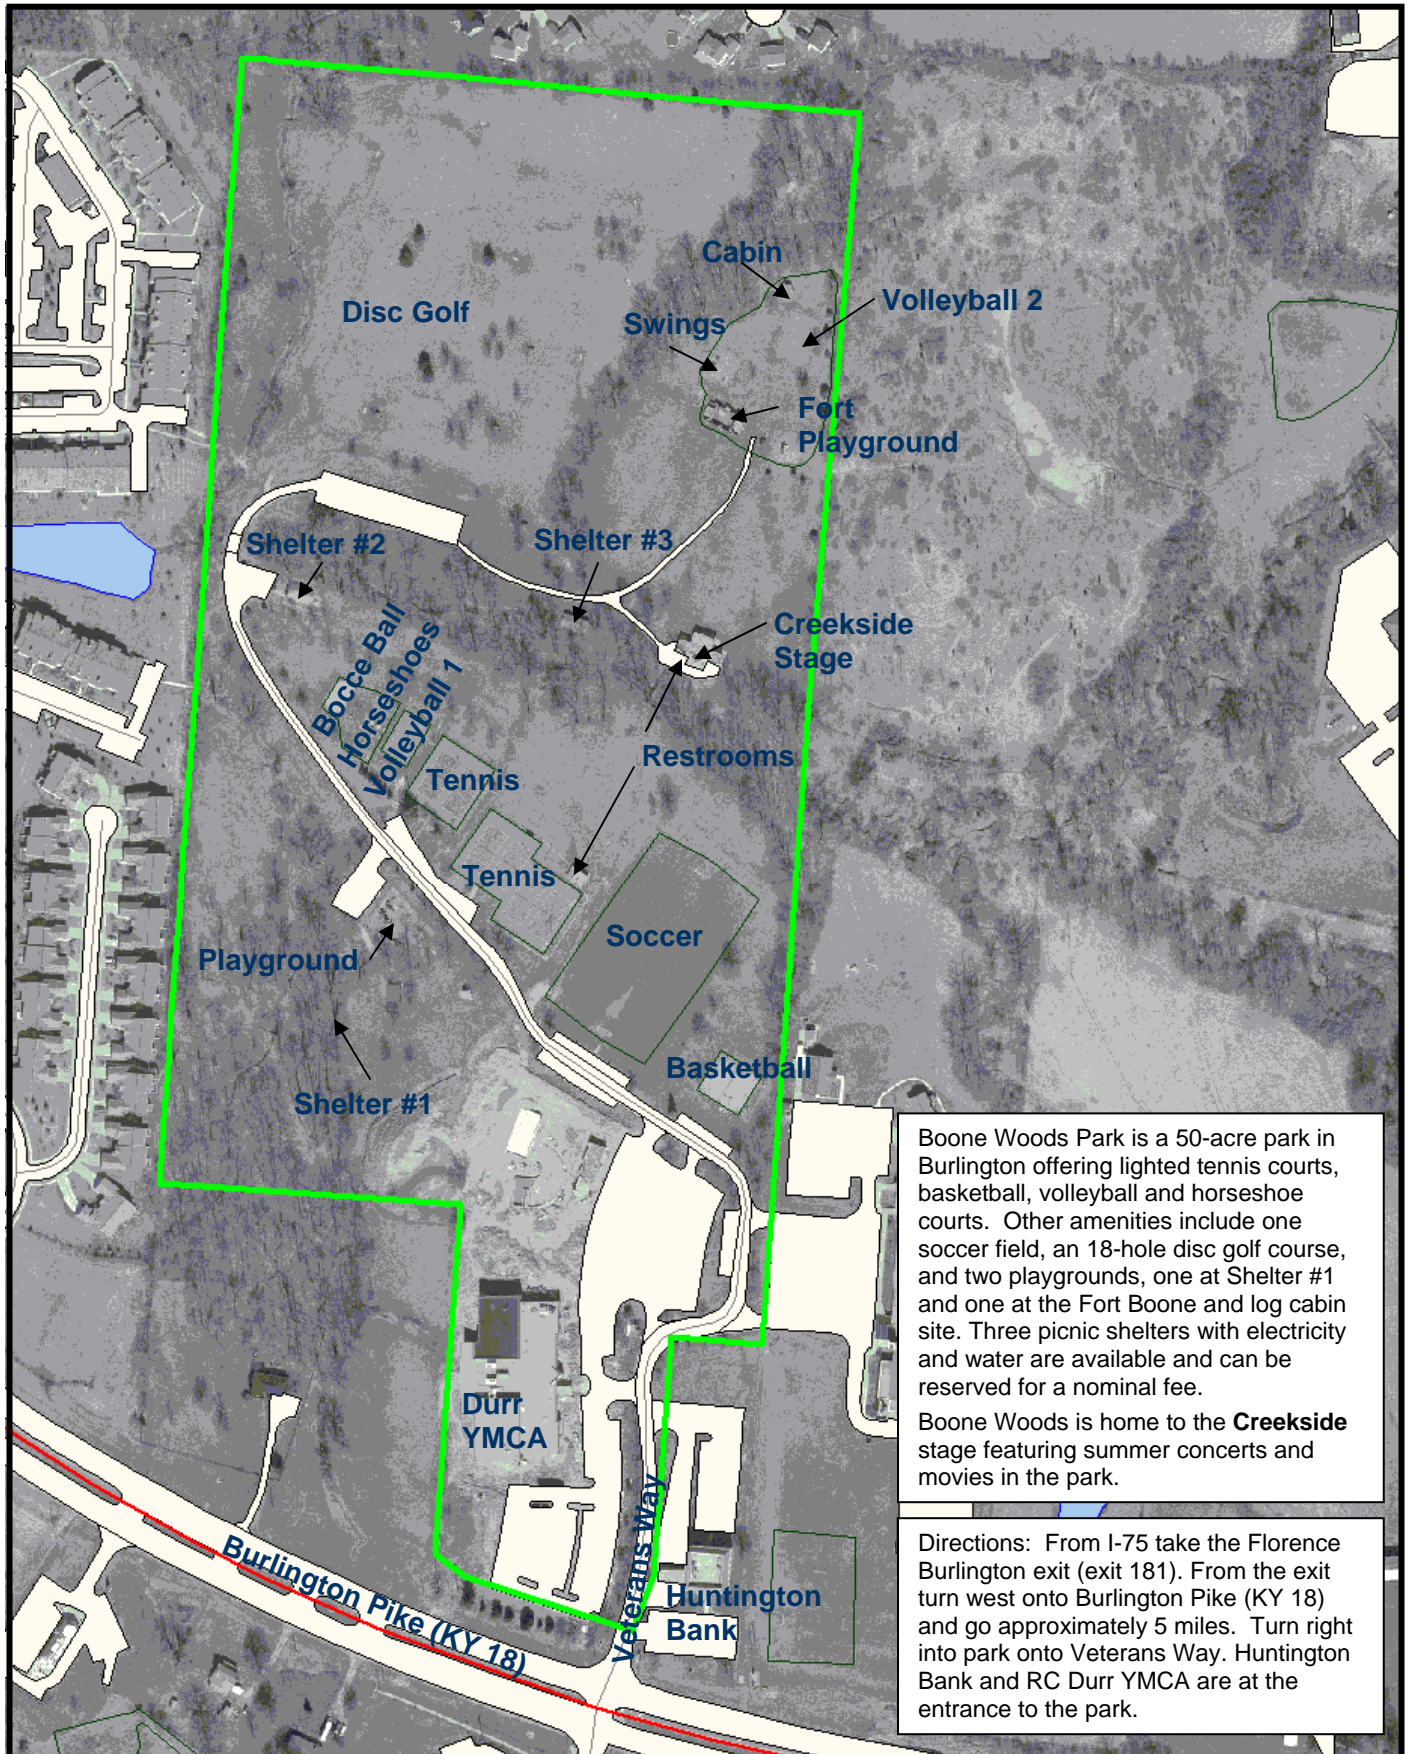 Cabin
Volleyball 2
Disc Golf
Swings
Fort
Playground
Shelter #2
Shelter #3
Creekside
Stage
Bocce Ball
Horseshoes
Volleyball 1
Restrooms
Tennis
Tennis
Soccer
Playground
Basketball
Shelter #1
Boone Woods Park is a 50-acre park in
Burlington offering lighted tennis courts,
basketball, volleyball and horseshoe
courts.  Other amenities include one
soccer field, an 18-hole disc golf course,
and two playgrounds, one at Shelter #1
and one at the Fort Boone and log cabin
site. Three picnic shelters with electricity
and water are available and can be
reserved for a nominal fee.
Boone Woods is home to the Creekside
stage featuring summer concerts and
movies in the park.
Durr
YMCA
Veterans Way
Burlington Pike (KY 18)
Huntington
Bank
Directions:  From I-75 take the Florence
Burlington exit (exit 181). From the exit
turn west onto Burlington Pike (KY 18)
and go approximately 5 miles.  Turn right
into park onto Veterans Way. Huntington
Bank and RC Durr YMCA are at the
entrance to the park.